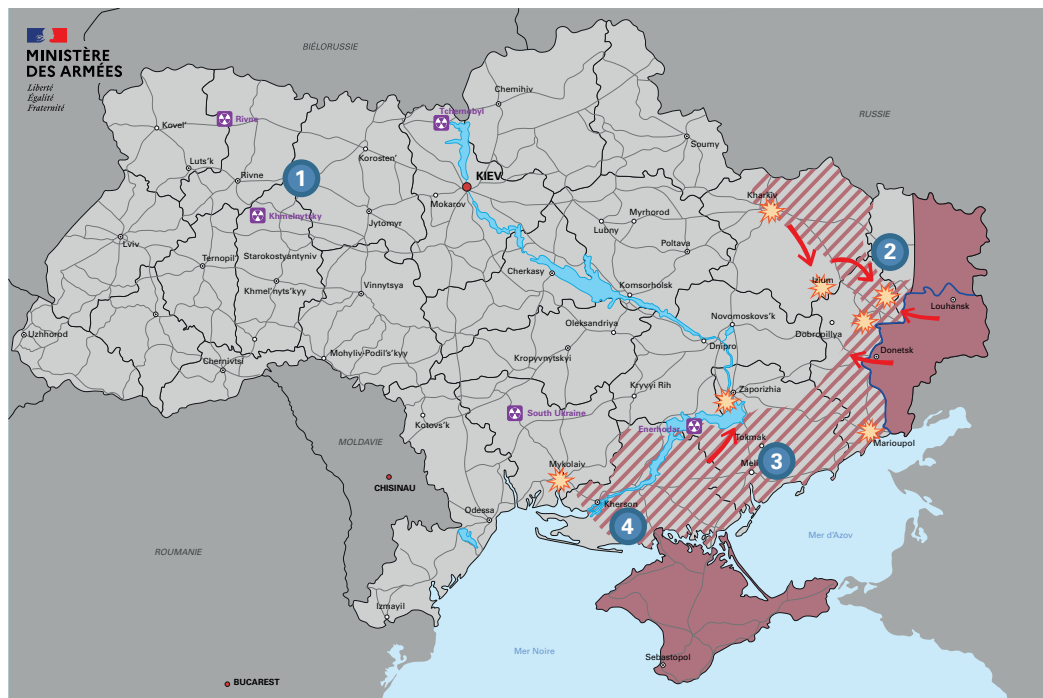 MINISTÈRE
DES ARMÉES
Liberté
Égalité
Fraternité
BIÉLORUSSIE
RUSSIE
Chernihiv
Tchernobyl
Rivne
Kovel'
Soumy
Korosten'
Luts'k
Rivne
1
KIEV
Kharkiv
Mokarov
Khmelnytsky
Jytomyr
Myrhorod
Lubny
Lviv
Poltava
2
Ternopil'
Starokostyantyniv
Cherkasy
Izium
Khmel'nyts'kyy
Vinnytsya
Komsorholsk
Louhansk
Novomoskovs'k
Oleksandriya
Dobropillya
Uzhhorod
Dnipro
Donetsk
Chernivtsi
Mohyliv-Podil's'kyy
Kropyvnytskyi
Kryvyi Rih
Zaporizhia
Kotovs'k
South Ukraine
Enerhodar
Tokmak
Marioupol
MOLDAVIE
Mykolaiv
Meli
3
CHISINAU
Odessa
Kherson
4
Mer d'Azov
ROUMANIE
Izmayil
Mer Noire
Sebastopol
BUCAREST